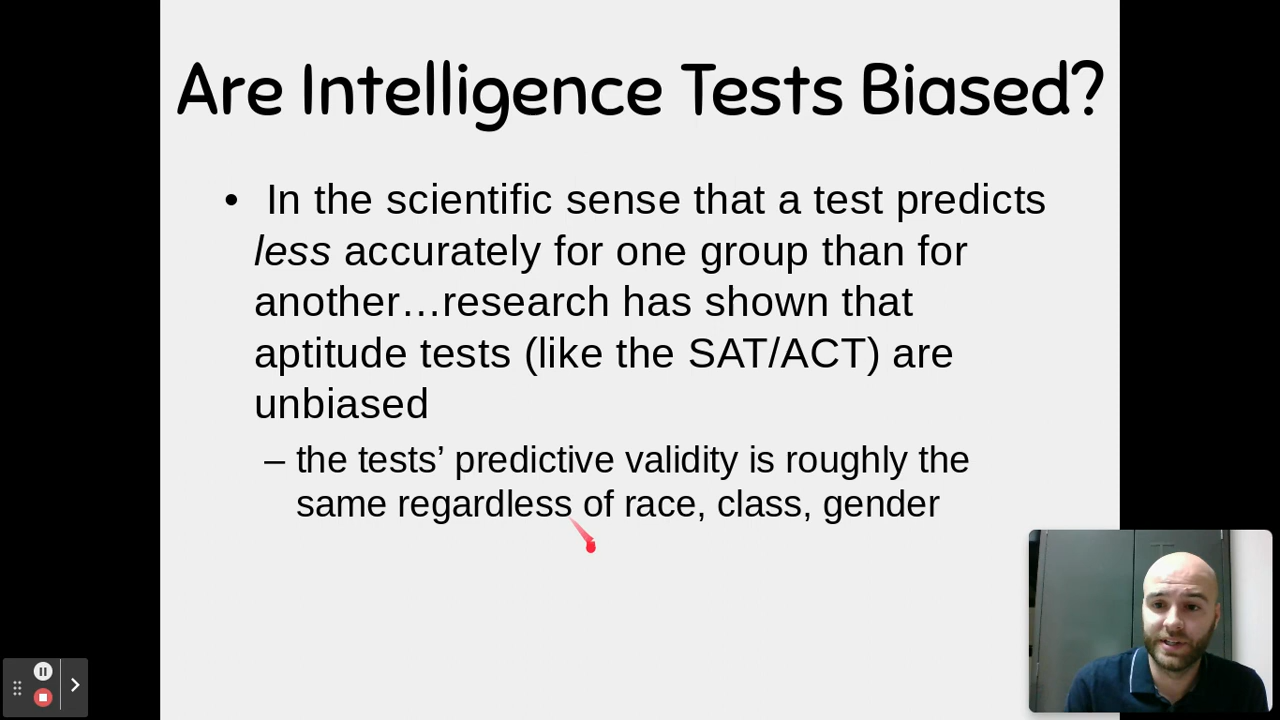 Are Intelligence Tests Biased?
• In the scientific sense that a test predicts
less accurately for one group than for
another…research has shown that
aptitude tests (like the SAT/ACT) are
unbiased
– the tests’ predictive validity is roughly the
same regardless of race, class, gender